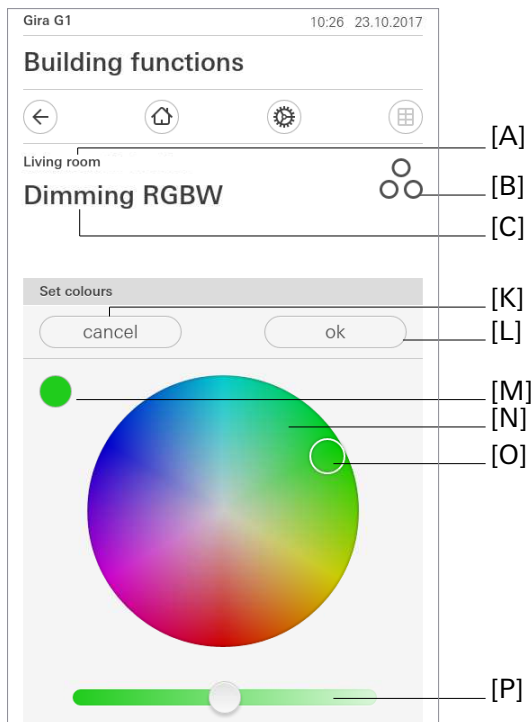 Gira G1 10:26 23.10.2017
Building functions
[A]
Living room
[B]
Dimming RGBW
[C]
Set colours
[K]
cancel ok
[L]
[M]
[N]
[O]
[P]